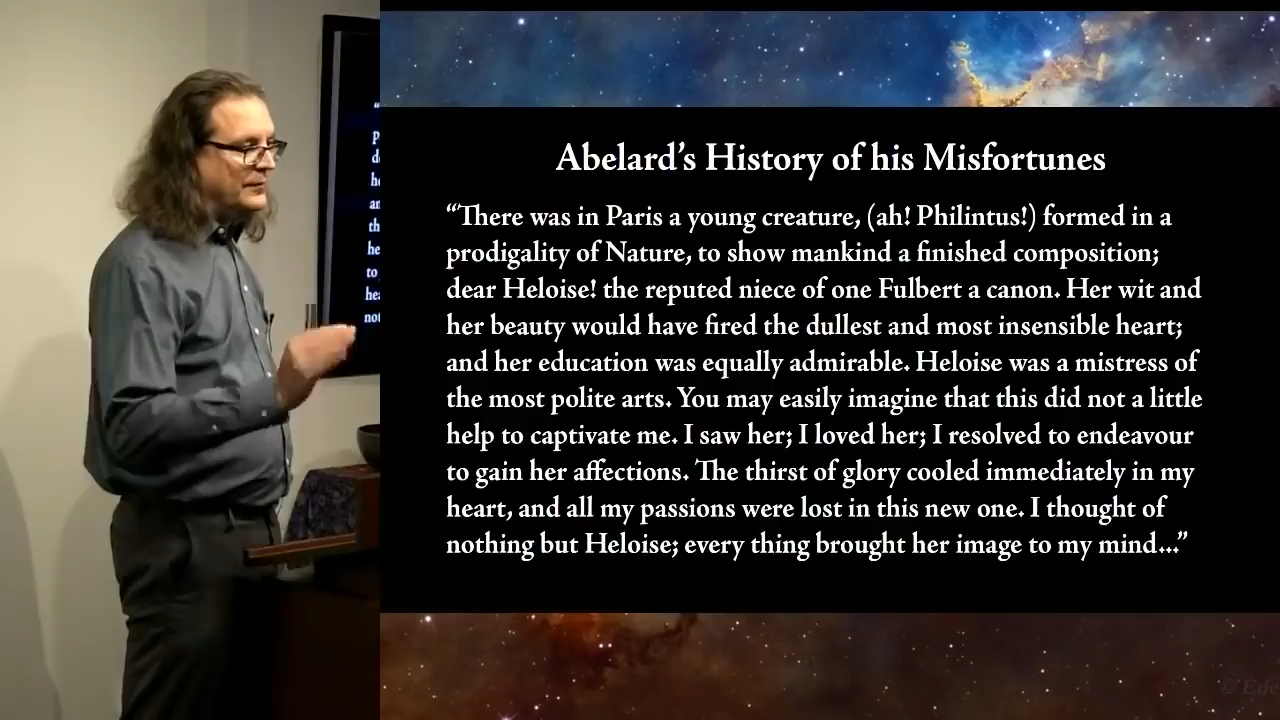 Abelard's History of his Misfortunes
“There was in Paris a young creature, (ah! Philintus!) formed in a
prodigality of Nature, to show mankind a finished composition;
dear Heloise! the reputed niece of one Fulbert a canon. Her wit and
her beauty would have fired the dullest and most insensible heart;
and her education was equally admirable. Heloise was a mistress of
the most polite arts. You may easily imagine that this did not a little
help to captivate me. I saw her; I loved her; I resolved to endeavour
to gain her affections. The thirst of glory cooled immediately in my
heart, and all my passions were lost in this new one. I thought of
nothing but Heloise; every thing brought her image to my mind...”